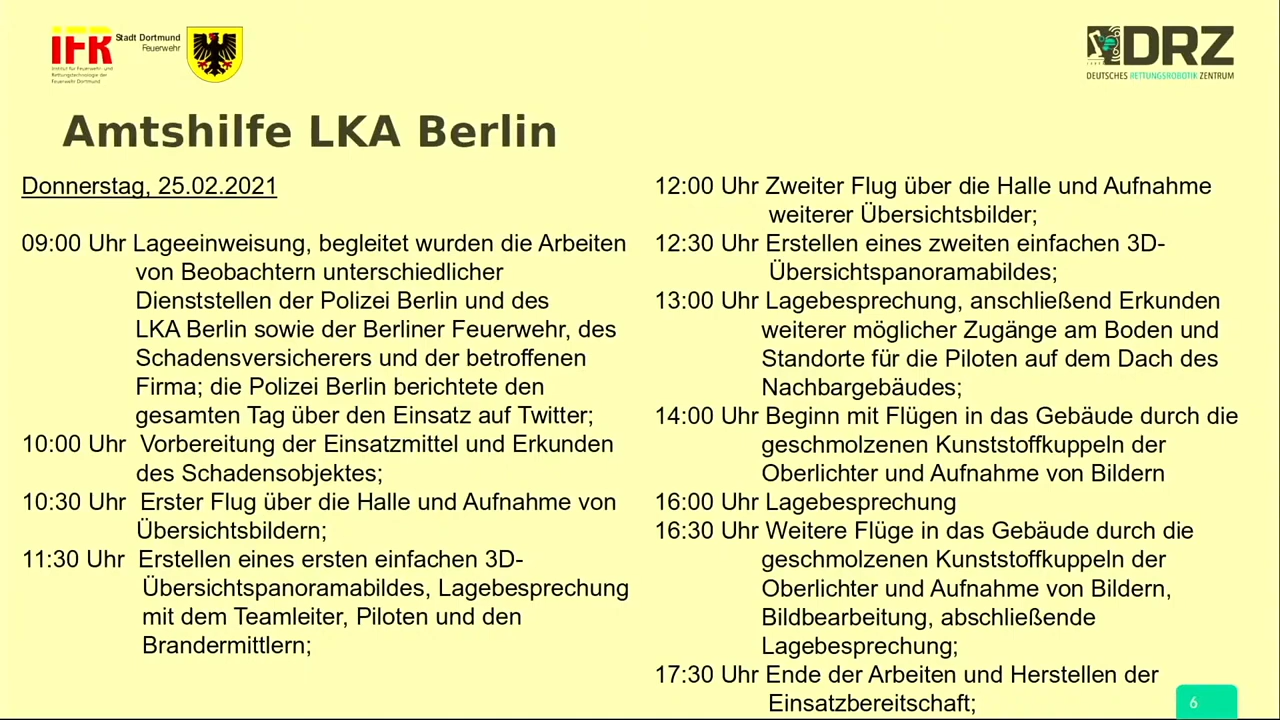 IFR
Stadt Dortmund
Feuerwehr
Institut für Feuerwehr- und
Rettungstechnologie der
Feuerwehr Dortmund
DRZ
DEUTSCHES RETTUNGSROBOTIK ZENTRUM
Amtshilfe LKA Berlin
Donnerstag, 25.02.2021
09:00 Uhr Lageeinweisung, begleitet wurden die Arbeiten
von Beobachtern unterschiedlicher
Dienststellen der Polizei Berlin und des
LKA Berlin sowie der Berliner Feuerwehr, des
Schadensversicherers und der betroffenen
Firma; die Polizei Berlin berichtete den
gesamten Tag über den Einsatz auf Twitter;
10:00 Uhr Vorbereitung der Einsatzmittel und Erkunden
des Schadensobjektes;
10:30 Uhr Erster Flug über die Halle und Aufnahme von
Übersichtsbildern;
11:30 Uhr Erstellen eines ersten einfachen 3D-
Übersichtspanoramabildes, Lagebesprechung
mit dem Teamleiter, Piloten und den
Brandermittlern;
12:00 Uhr Zweiter Flug über die Halle und Aufnahme
weiterer Übersichtsbilder;
12:30 Uhr Erstellen eines zweiten einfachen 3D-
Übersichtspanoramabildes;
13:00 Uhr Lagebesprechung, anschließend Erkunden
weiterer möglicher Zugänge am Boden und
Standorte für die Piloten auf dem Dach des
Nachbargebäudes;
14:00 Uhr Beginn mit Flügen in das Gebäude durch die
geschmolzenen Kunststoffkuppeln der
Oberlichter und Aufnahme von Bildern
16:00 Uhr Lagebesprechung
16:30 Uhr Weitere Flüge in das Gebäude durch die
geschmolzenen Kunststoffkuppeln der
Oberlichter und Aufnahme von Bildern,
Bildbearbeitung, abschließende
Lagebesprechung;
17:30 Uhr Ende der Arbeiten und Herstellen der
Einsatzbereitschaft;
6